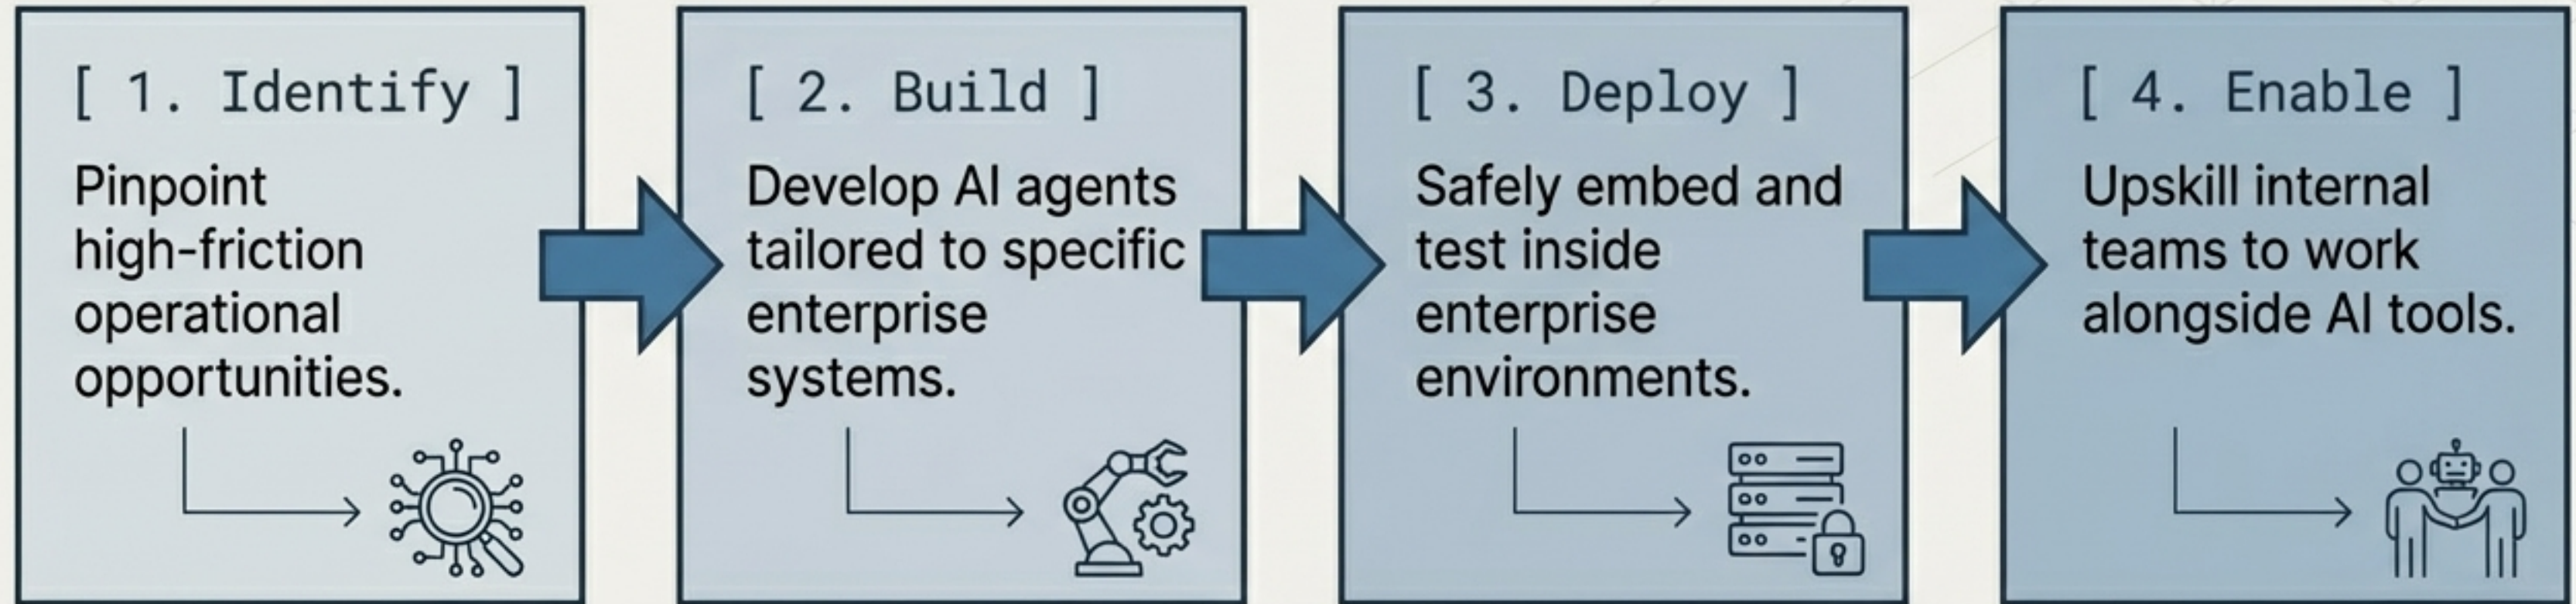 [ 1. Identify ]
Pinpoint
high-friction
operational
opportunities.
[ 2. Build ]
Develop AI agents
tailored to specific
enterprise
systems.
[ 3. Deploy ]
Safely embed and
test inside
enterprise
environments.
[ 4. Enable ]
Upskill internal
teams to work
alongside AI tools.